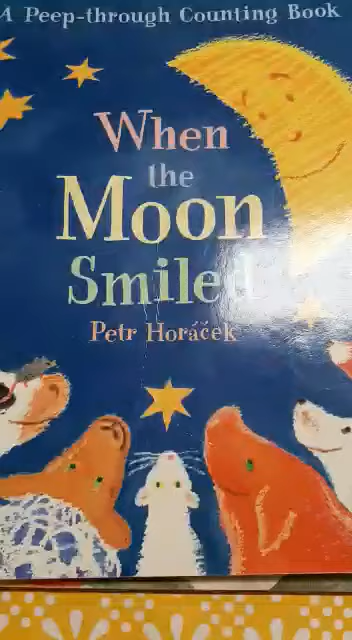 A Peep-through Counting Book
When
the
Moon
Smiled
Petr Horáček